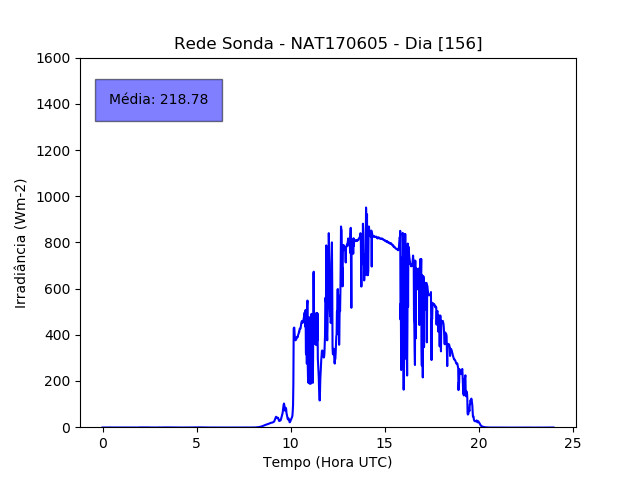 Rede Sonda - NAT170605 - Dia [156]
1600
1400
1200
1000
800
600
400
200
0
Média: 218.78
Irradiância (Wm-2)
0 5 10 15 20 25
Tempo (Hora UTC)